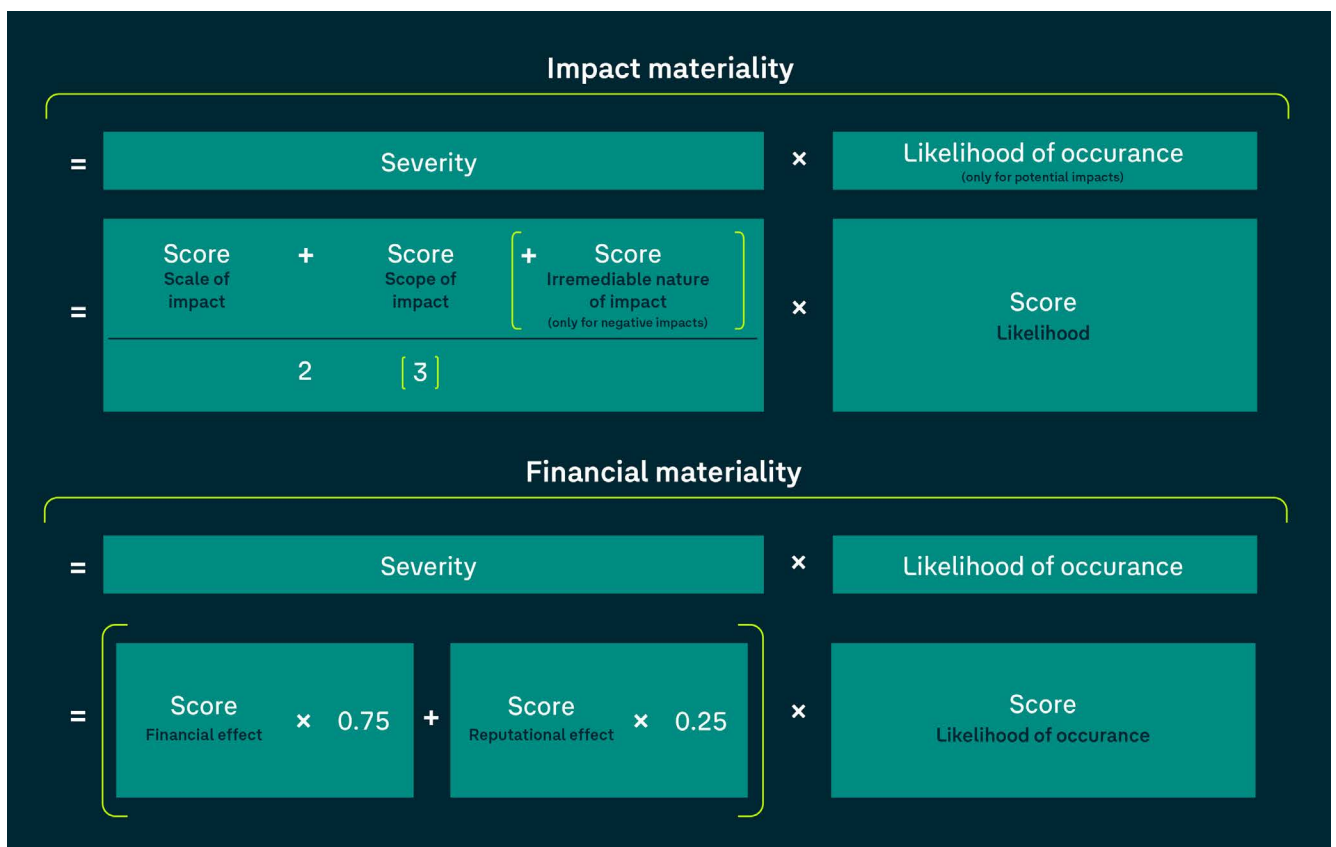 Impact materiality
= Severity × Likelihood of occurance
(only for potential impacts)
= Score + Score [+ Score] × Score
Scale of impact
Scope of impact
Irremediable nature of impact
(only for negative impacts)
Likelihood
2 [3]
Financial materiality
= Severity × Likelihood of occurance
= [Score × 0.75 + Score × 0.25] × Score
Financial effect
Reputational effect
Likelihood of occurance